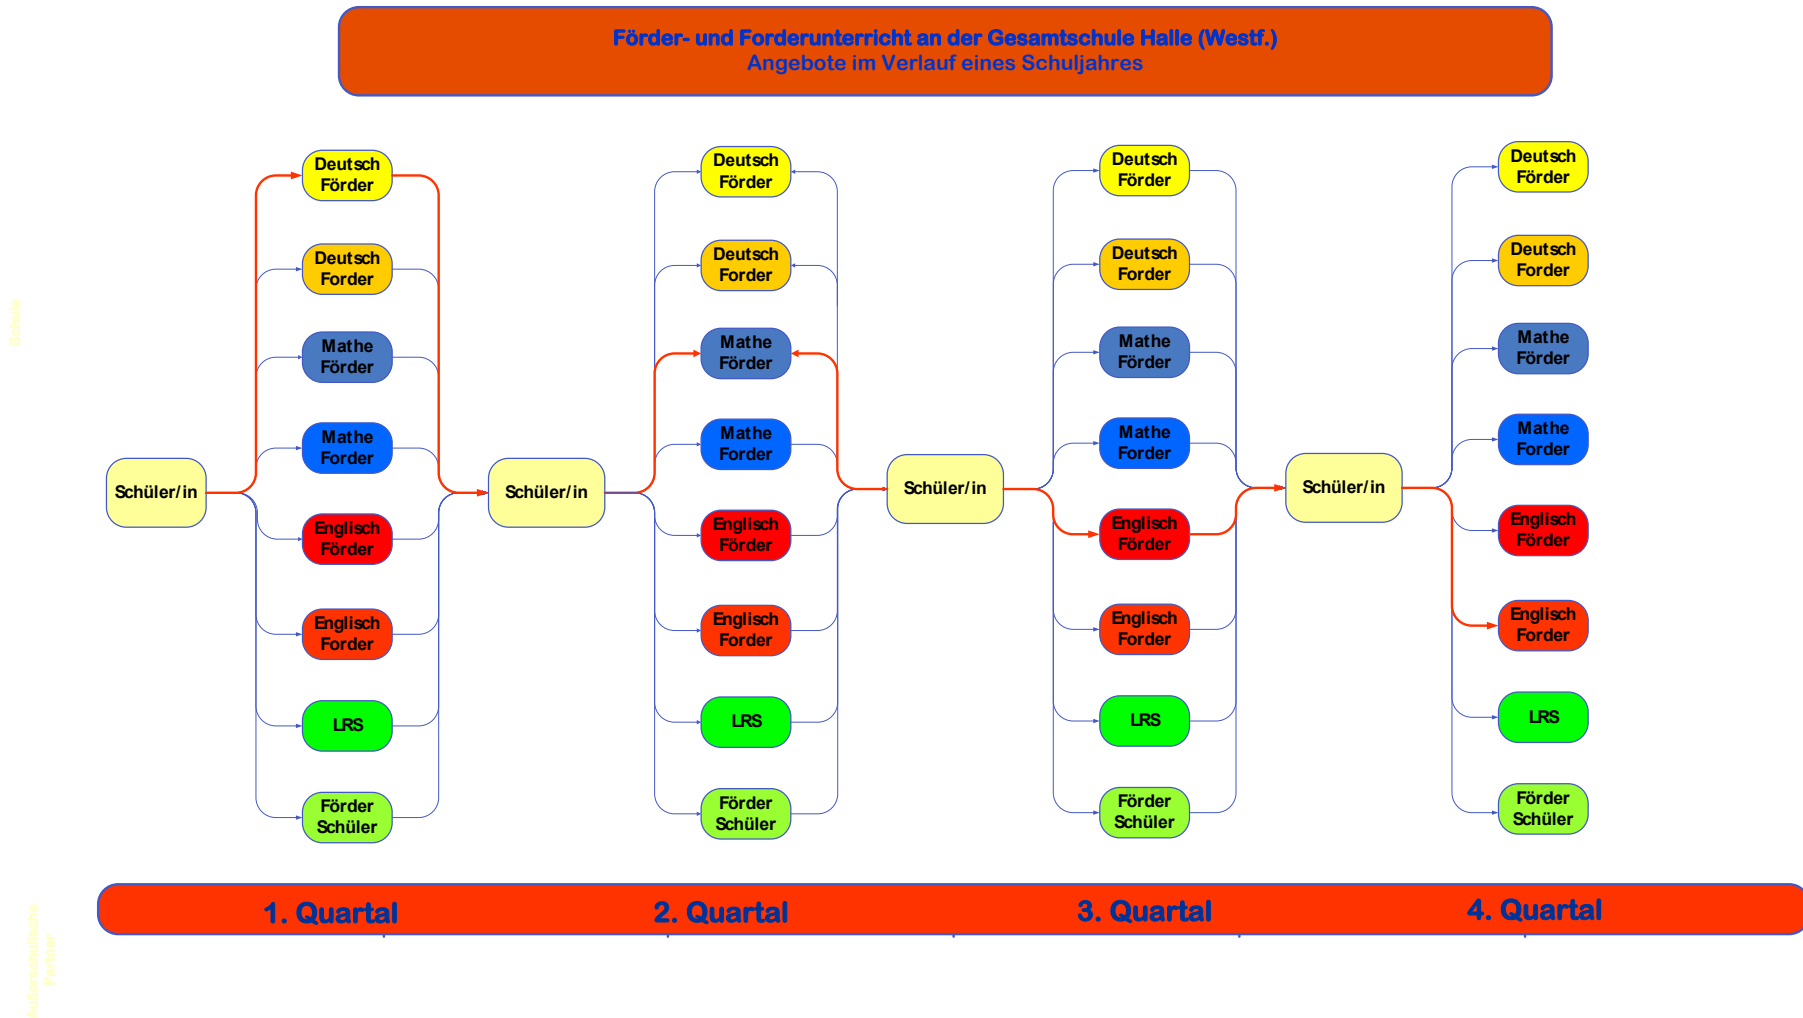 Förder- und Forderunterricht an der Gesamtschule Halle (Westf.)
Angebote im Verlauf eines Schuljahres
Schule
Schüler/in
Deutsch
Förder
Deutsch
Forder
Mathe
Förder
Mathe
Forder
Englisch
Förder
Englisch
Forder
LRS
Förder
Schüler
Schüler/in
Deutsch
Förder
Deutsch
Forder
Mathe
Förder
Mathe
Forder
Englisch
Förder
Englisch
Forder
LRS
Förder
Schüler
Schüler/in
Deutsch
Förder
Deutsch
Forder
Mathe
Förder
Mathe
Forder
Englisch
Förder
Englisch
Forder
LRS
Förder
Schüler
Schüler/in
Deutsch
Förder
Deutsch
Forder
Mathe
Förder
Mathe
Forder
Englisch
Förder
Englisch
Forder
LRS
Förder
Schüler
1. Quartal
2. Quartal
3. Quartal
4. Quartal
Außerschulische
Partner